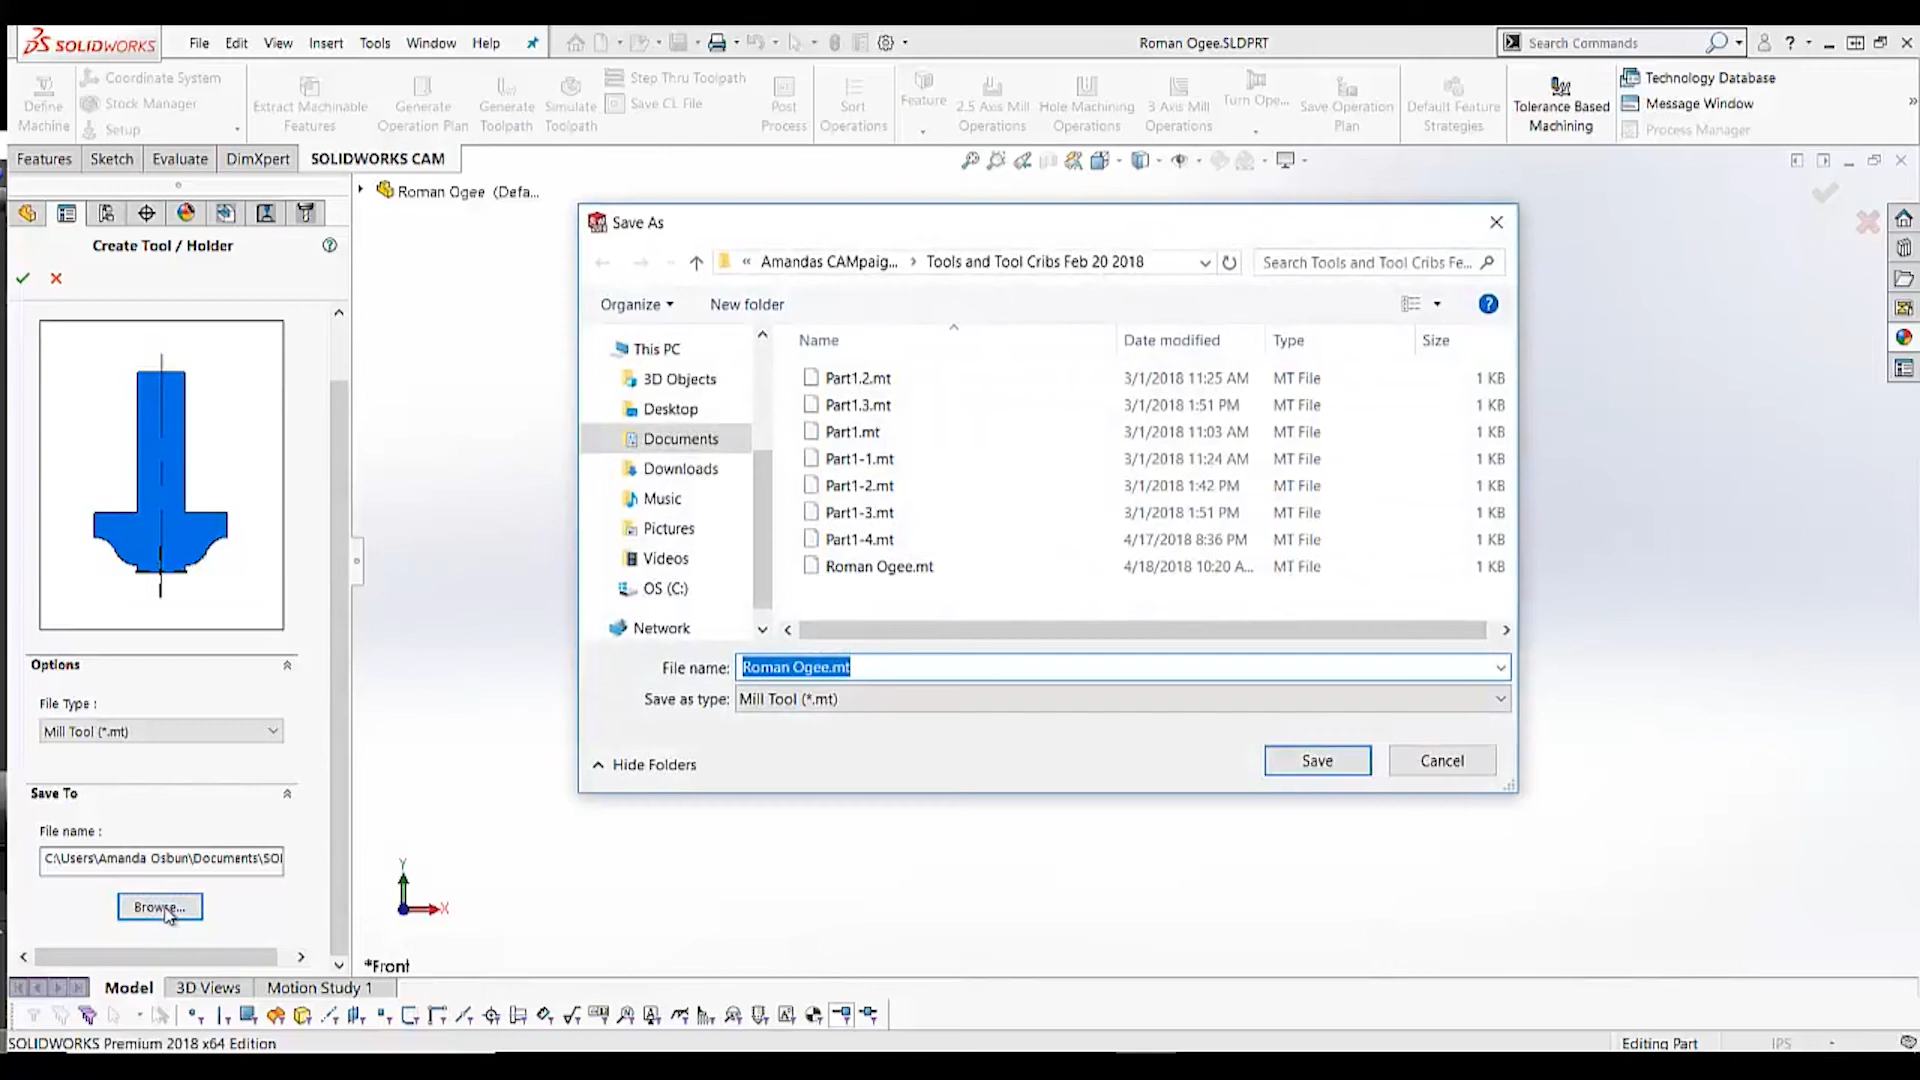 SOLIDWORKS File Edit View Insert Tools Window Help
Roman Ogee.SLDPRT
Search Commands
?
Define Machine
Coordinate System
Stock Manager
Setup
Extract Machinable Features
Generate Operation Plan
Generate Toolpath
Simulate Toolpath
Step Thru Toolpath
Save CL File
Post Process
Sort Operations
Feature
2.5 Axis Mill Operations
Hole Machining Operations
3 Axis Mill Operations
Turn Ope...
Save Operation Plan
Default Feature Strategies
Tolerance Based Machining
Technology Database
Message Window
Process Manager
Features Sketch Evaluate DimXpert SOLIDWORKS CAM
Roman Ogee (Defa...
Create Tool / Holder
Options
File Type :
Mill Tool (*.mt)
Save To
File name :
C:\Users\Amanda Osbun\Documents\SOI
Browse...
Save As
« Amandas CAMpaig... › Tools and Tool Cribs Feb 20 2018
Search Tools and Tool Cribs Fe...
Organize New folder
This PC
3D Objects
Desktop
Documents
Downloads
Music
Pictures
Videos
OS (C:)
Network
Name Date modified Type Size
Part1.2.mt 3/1/2018 11:25 AM MT File 1 KB
Part1.3.mt 3/1/2018 1:51 PM MT File 1 KB
Part1.mt 3/1/2018 11:03 AM MT File 1 KB
Part1-1.mt 3/1/2018 11:24 AM MT File 1 KB
Part1-2.mt 3/1/2018 1:42 PM MT File 1 KB
Part1-3.mt 3/1/2018 1:51 PM MT File 1 KB
Part1-4.mt 4/17/2018 8:36 PM MT File 1 KB
Roman Ogee.mt 4/18/2018 10:20 A... MT File 1 KB
File name: Roman Ogee.mt
Save as type: Mill Tool (*.mt)
Hide Folders
Save Cancel
Y
X
*Front
Model 3D Views Motion Study 1
SOLIDWORKS Premium 2018 x64 Edition
Editing Part IPS -